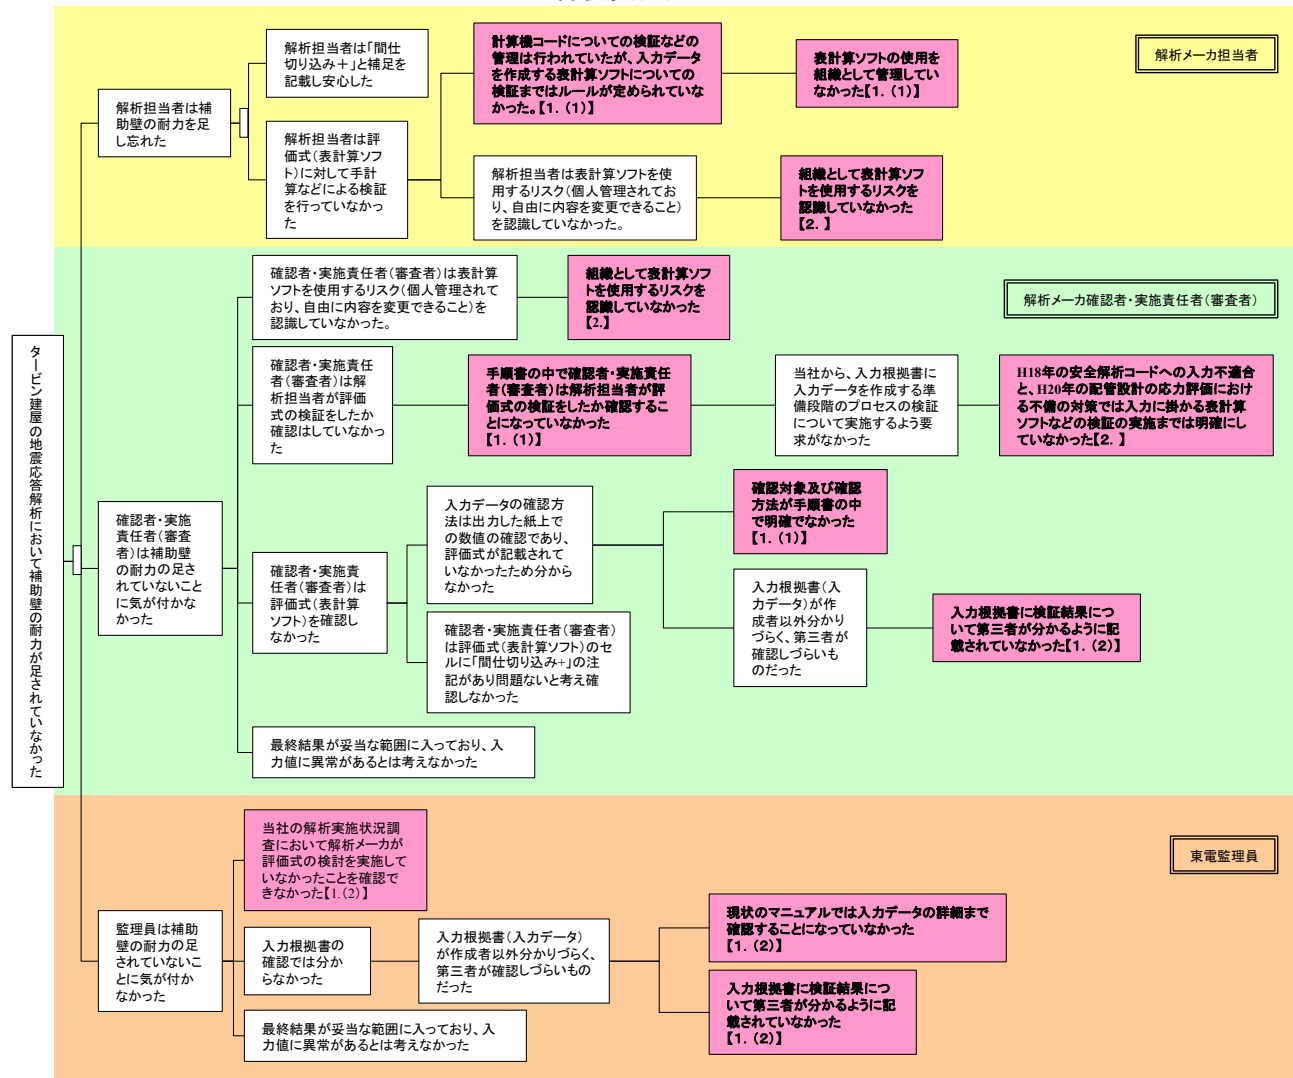 タービン建屋の地震応答解析において補助壁の耐力が足されていなかった
解析メーカ担当者
解析担当者は補
助壁の耐力を足
し忘れた
解析担当者は「間仕
切り込み＋」と補足を
記載し安心した
解析担当者は評
価式（表計算ソフ
ト）に対して手計
算などによる検証
を行っていなかっ
た
計算機コードについての検証などの
管理は行われていたが、入力データ
を作成する表計算ソフトについての
検証まではルールが定められていな
かった。【1．（1）】
表計算ソフトの使用を
組織として管理してい
なかった【1．（1）】
解析担当者は表計算ソフトを使
用するリスク（個人管理されてお
り、自由に内容を変更できること）
を認識していなかった。
組織として表計算ソフ
トを使用するリスクを
認識していなかった
【2．】
解析メーカ確認者・実施責任者（審査者）
確認者・実施
責任者（審査
者）は補助壁
の耐力の足
されていないこと
に気が付かな
かった
確認者・実施責任者（審査者）は表計算
ソフトを使用するリスク（個人管理されて
おり、自由に内容を変更できること）を
認識していなかった。
組織として表計算ソフ
トを使用するリスクを
認識していなかった
【2.】
確認者・実施責任
者（審査者）は解
析担当者が評価
式の検証をしたか
確認はしていなかっ
た
手順書の中で確認者・実施責任
者（審査者）は解析担当者が評
価式の検証をしたか確認するこ
とになっていなかった
【1．（1）】
当社から、入力根拠書に
入力データを作成する準
備段階のプロセスの検証
について実施するよう要
求がなかった
H18年の安全解析コードへの入力不適合
と、H20年の配管設計の応力評価におけ
る不備の対策では入力に掛かる表計算
ソフトなどの検証の実施までは明確にし
ていなかった【2．】
確認者・実施責
任者（審査者）は
評価式（表計算
ソフト）を確認し
なかった
入力データの確認方
法は出力した紙上で
の数値の確認であり、
評価式が記載されて
いなかったため分から
なかった
確認対象及び確認
方法が手順書の中
で明確でなかった
【1．（1）】
入力根拠書（入
力データ）が作
成者以外分かり
づらく、第三者が
確認しづらいも
のだった
入力根拠書に検証結果につ
いて第三者が分かるように記
載されていなかった【1．（2）】
確認者・実施責任者（審査者）
は評価式（表計算ソフト）のセ
ルに「間仕切り込み+」の注
記があり問題ないと考え確
認しなかった
最終結果が妥当な範囲に入っており、入
力値に異常があるとは考えなかった
東電監理員
監理員は補助
壁の耐力の足
されていないこ
とに気が付か
なかった
当社の解析実施状況調
査において解析メーカが
評価式の検討を実施して
いなかったことを確認で
きなかった【1.（2）】
入力根拠書の
確認では分か
らなかった
入力根拠書（入力データ）
が作成者以外分かりづらく、
第三者が確認しづらいもの
だった
現状のマニュアルでは入力データの詳細まで
確認することになっていなかった
【1．（2）】
入力根拠書に検証結果につ
いて第三者が分かるように記
載されていなかった
【1．（2）】
最終結果が妥当な範囲に入っており、入
力値に異常があるとは考えなかった